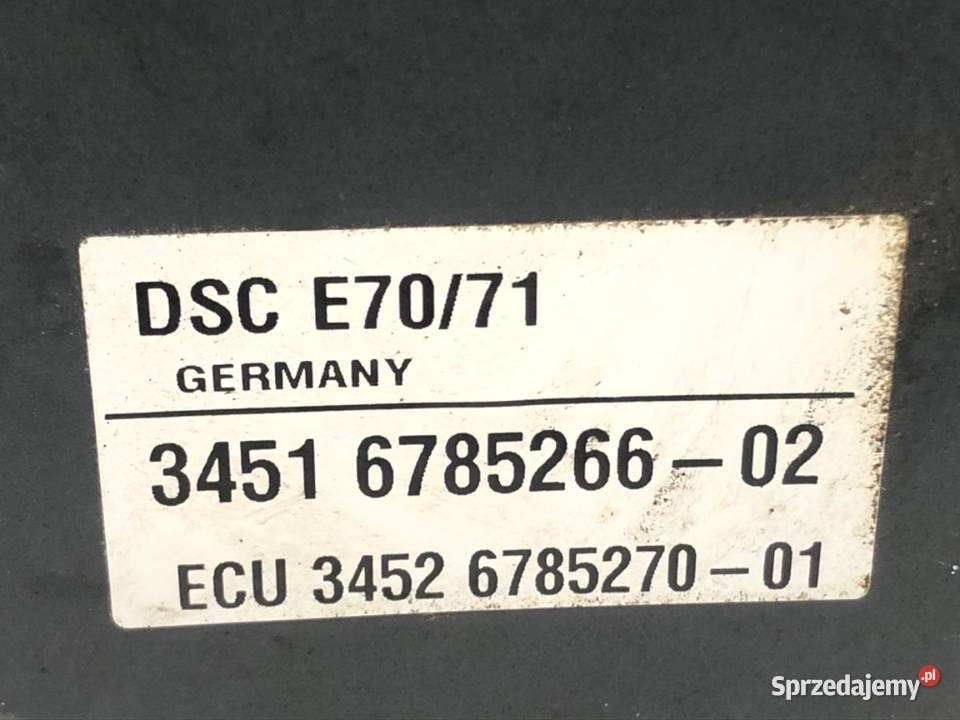 DSC E70/71
GERMANY
3451 6785266-02
ECU 3452 6785270-01
Sprzedajemy.pl